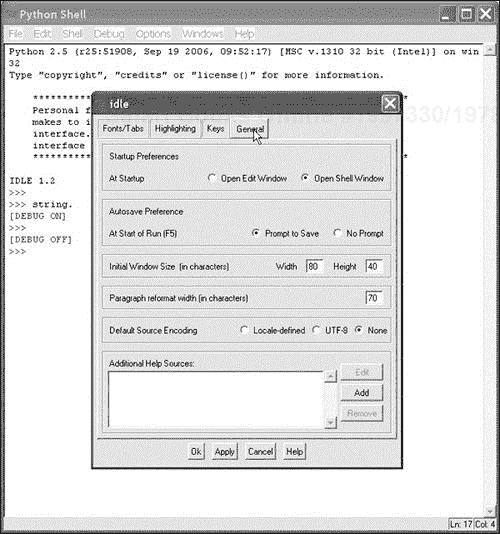 Python Shell
File Edit Shell Debug Options Windows Help
Python 2.5 (r25:51908, Sep 19 2006, 09:52:17) [MSC v.1310 32 bit (Intel)] on win
32
Type "copyright", "credits" or "license()" for more information.
****
Personal f
makes to i
interface.
interface
****
IDLE 1.2
>>>
>>> string.
[DEBUG ON]
>>>
[DEBUG OFF]
>>>
idle
Fonts/Tabs Highlighting Keys General
Startup Preferences
At Startup Open Edit Window Open Shell Window
Autosave Preference
At Start of Run (F5) Prompt to Save No Prompt
Initial Window Size (in characters) Width 80 Height 40
Paragraph reformat width (in characters) 70
Default Source Encoding Locale-defined UTF-8 None
Additional Help Sources:
Edit
Add
Remove
Ok Apply Cancel Help
Ln: 17 Col: 4